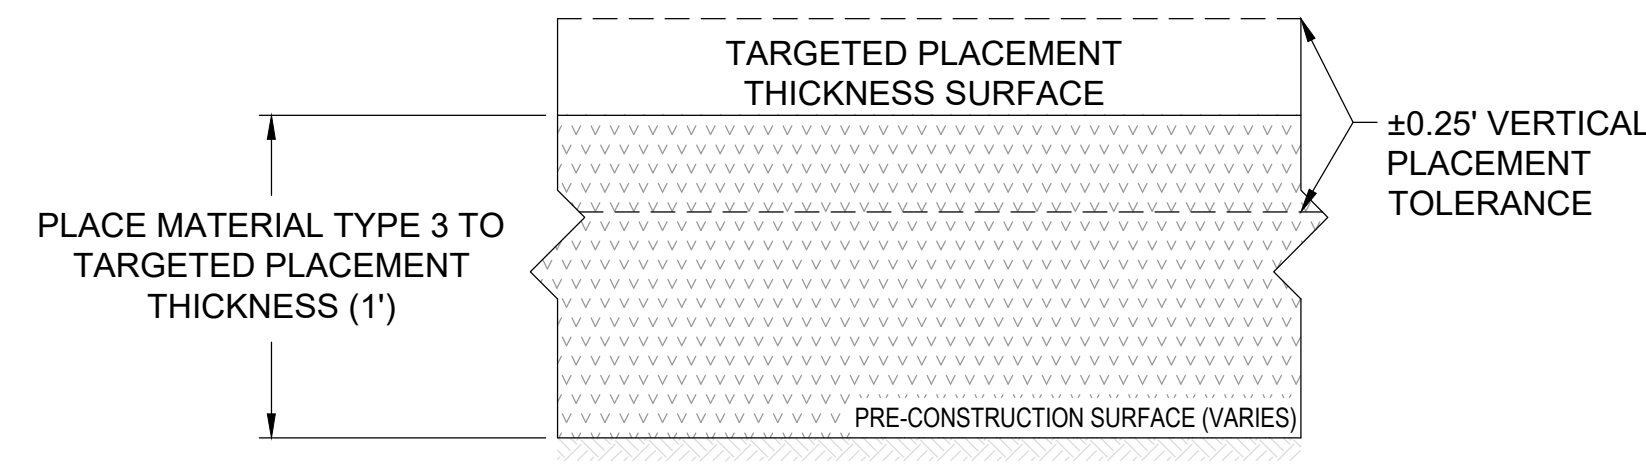 TARGETED PLACEMENT
THICKNESS SURFACE
±0.25' VERTICAL
PLACEMENT
TOLERANCE
PLACE MATERIAL TYPE 3 TO
TARGETED PLACEMENT
THICKNESS (1')
PRE-CONSTRUCTION SURFACE (VARIES)